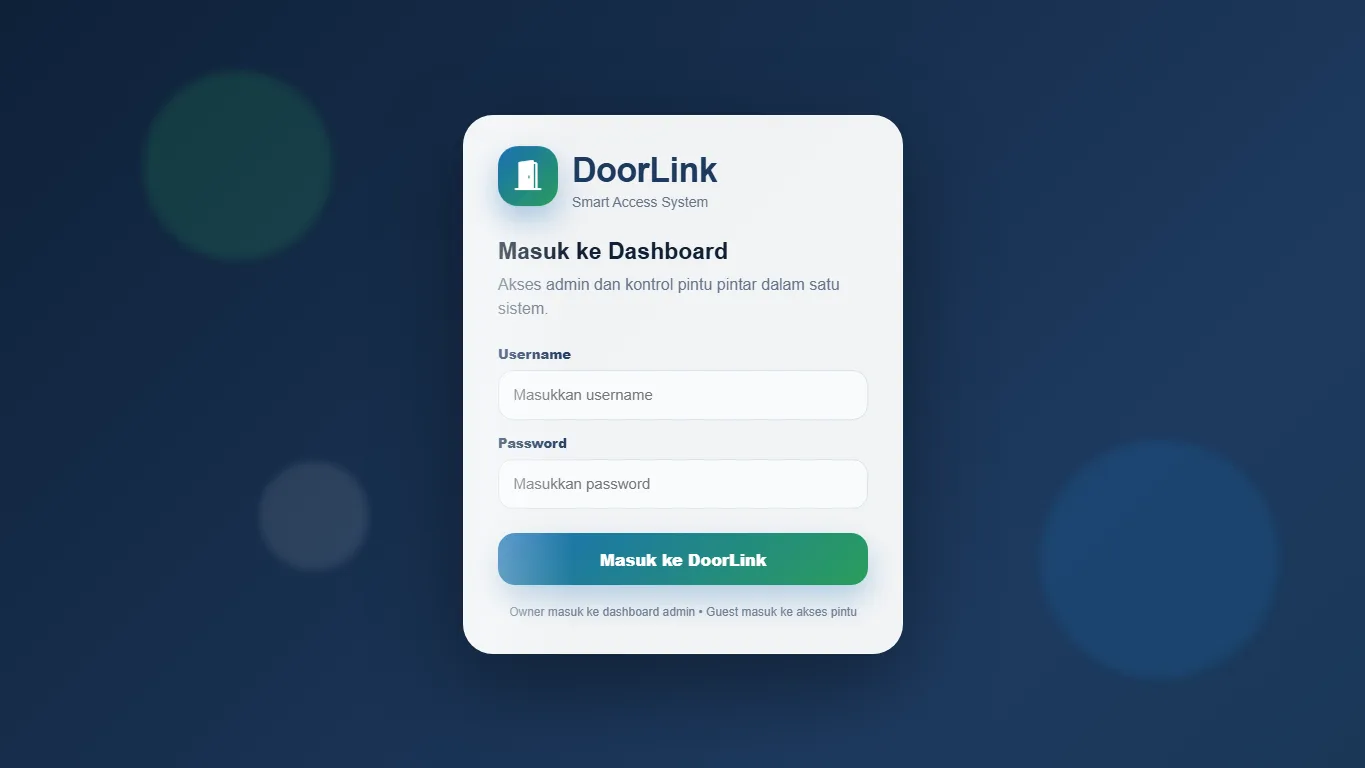 DoorLink
Smart Access System
Masuk ke Dashboard
Akses admin dan kontrol pintu pintar dalam satu
sistem.
Username
Masukkan username
Password
Masukkan password
Masuk ke DoorLink
Owner masuk ke dashboard admin • Guest masuk ke akses pintu